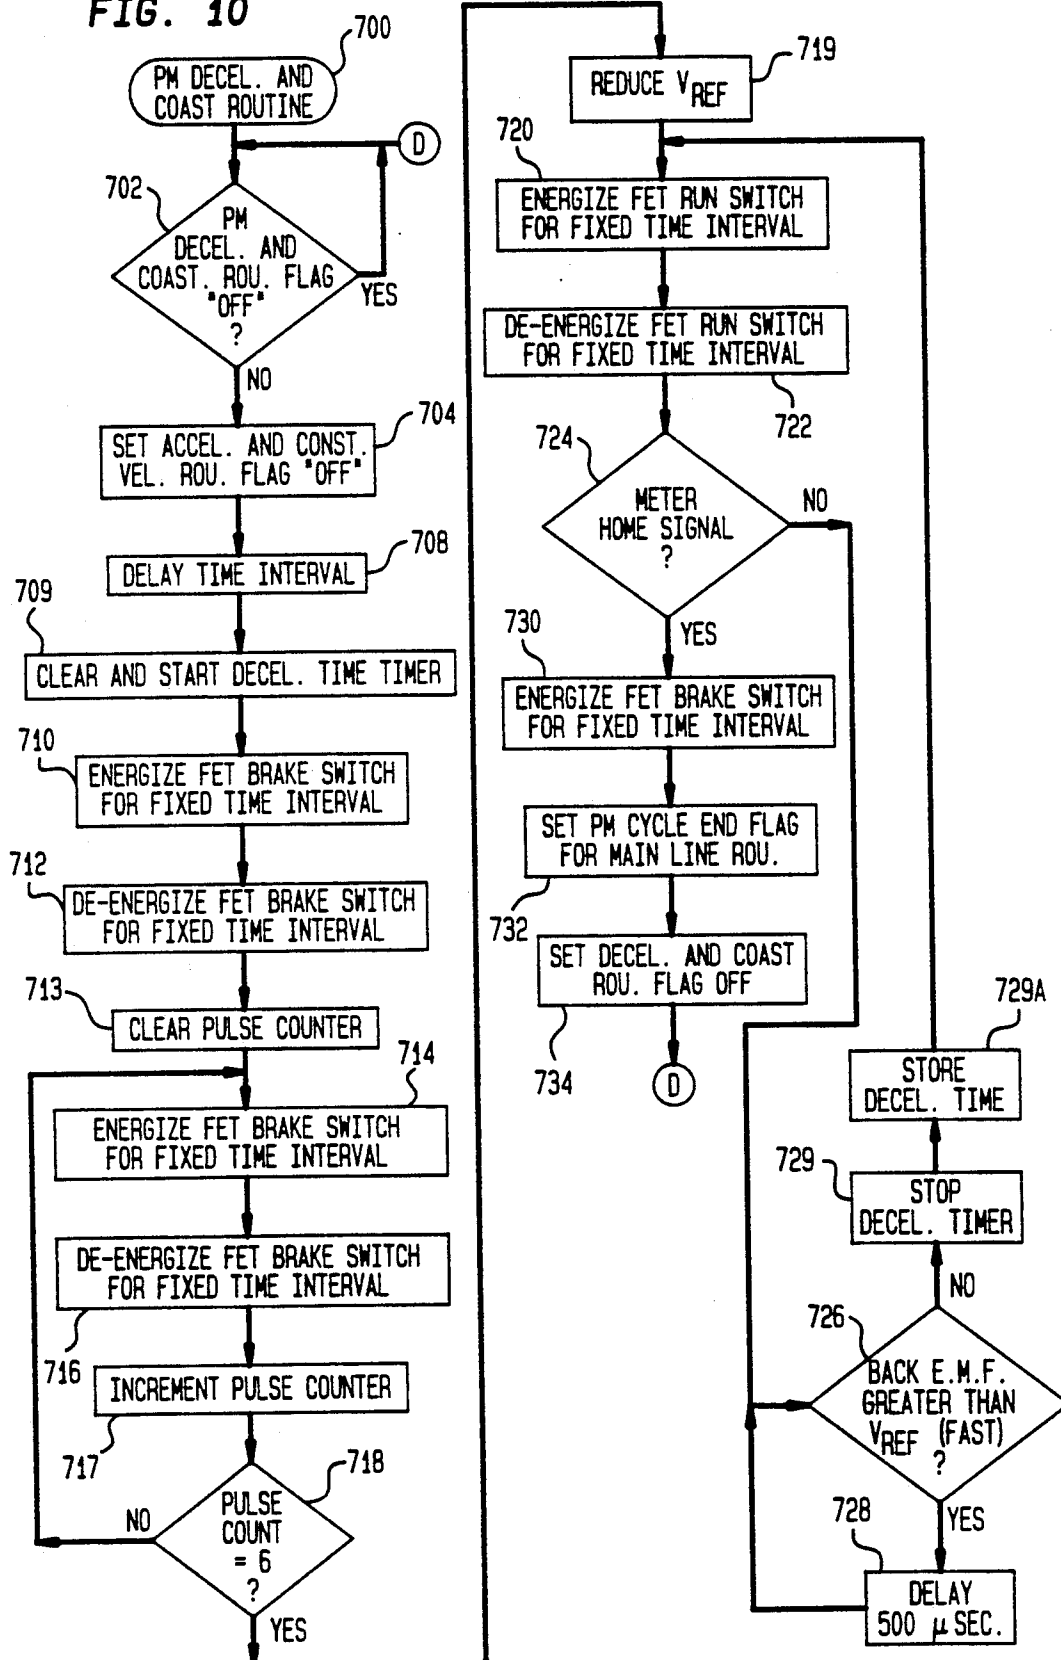 FIG. 10
700
PM DECEL. AND
COAST ROUTINE
D
702
PM
DECEL. AND
COAST. ROU. FLAG
"OFF"
?
YES
NO
704
SET ACCEL. AND CONST.
VEL. ROU. FLAG "OFF"
708
DELAY TIME INTERVAL
709
CLEAR AND START DECEL. TIME TIMER
710
ENERGIZE FET BRAKE SWITCH
FOR FIXED TIME INTERVAL
712
DE-ENERGIZE FET BRAKE SWITCH
FOR FIXED TIME INTERVAL
713
CLEAR PULSE COUNTER
714
ENERGIZE FET BRAKE SWITCH
FOR FIXED TIME INTERVAL
DE-ENERGIZE FET BRAKE SWITCH
FOR FIXED TIME INTERVAL
716
INCREMENT PULSE COUNTER
717
718
PULSE
COUNT
= 6
?
NO
YES
719
REDUCE VREF
720
ENERGIZE FET RUN SWITCH
FOR FIXED TIME INTERVAL
DE-ENERGIZE FET RUN SWITCH
FOR FIXED TIME INTERVAL
722
724
METER
HOME SIGNAL
?
NO
YES
730
ENERGIZE FET BRAKE SWITCH
FOR FIXED TIME INTERVAL
SET PM CYCLE END FLAG
FOR MAIN LINE ROU.
732
SET DECEL. AND COAST
ROU. FLAG OFF
734
D
729A
STORE
DECEL. TIME
729
STOP
DECEL. TIMER
NO
726
BACK E.M.F.
GREATER THAN
VREF (FAST)
?
YES
728
DELAY
500 μ SEC.